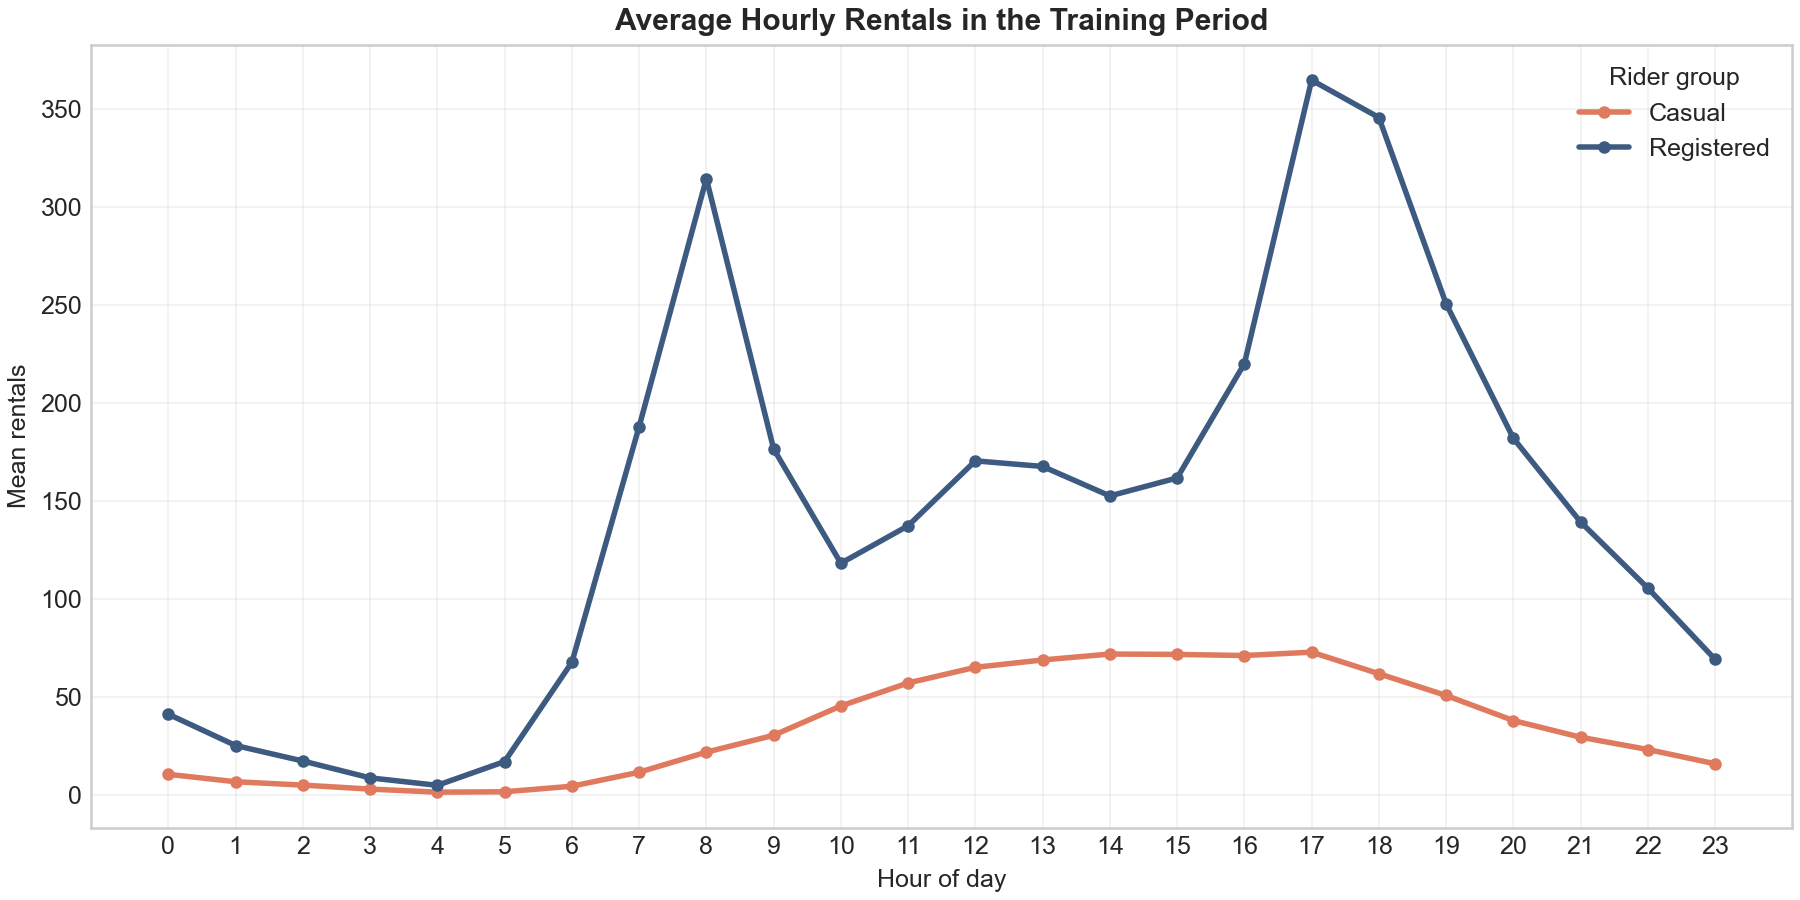 Average Hourly Rentals in the Training Period
Rider group
Casual
Registered
Mean rentals
350
300
250
200
150
100
50
0
0 1 2 3 4 5 6 7 8 9 10 11 12 13 14 15 16 17 18 19 20 21 22 23
Hour of day